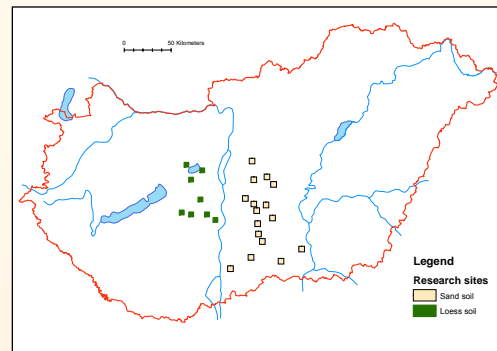 0 50 Kilometers
Legend
Research sites
Sand soil
Loess soil